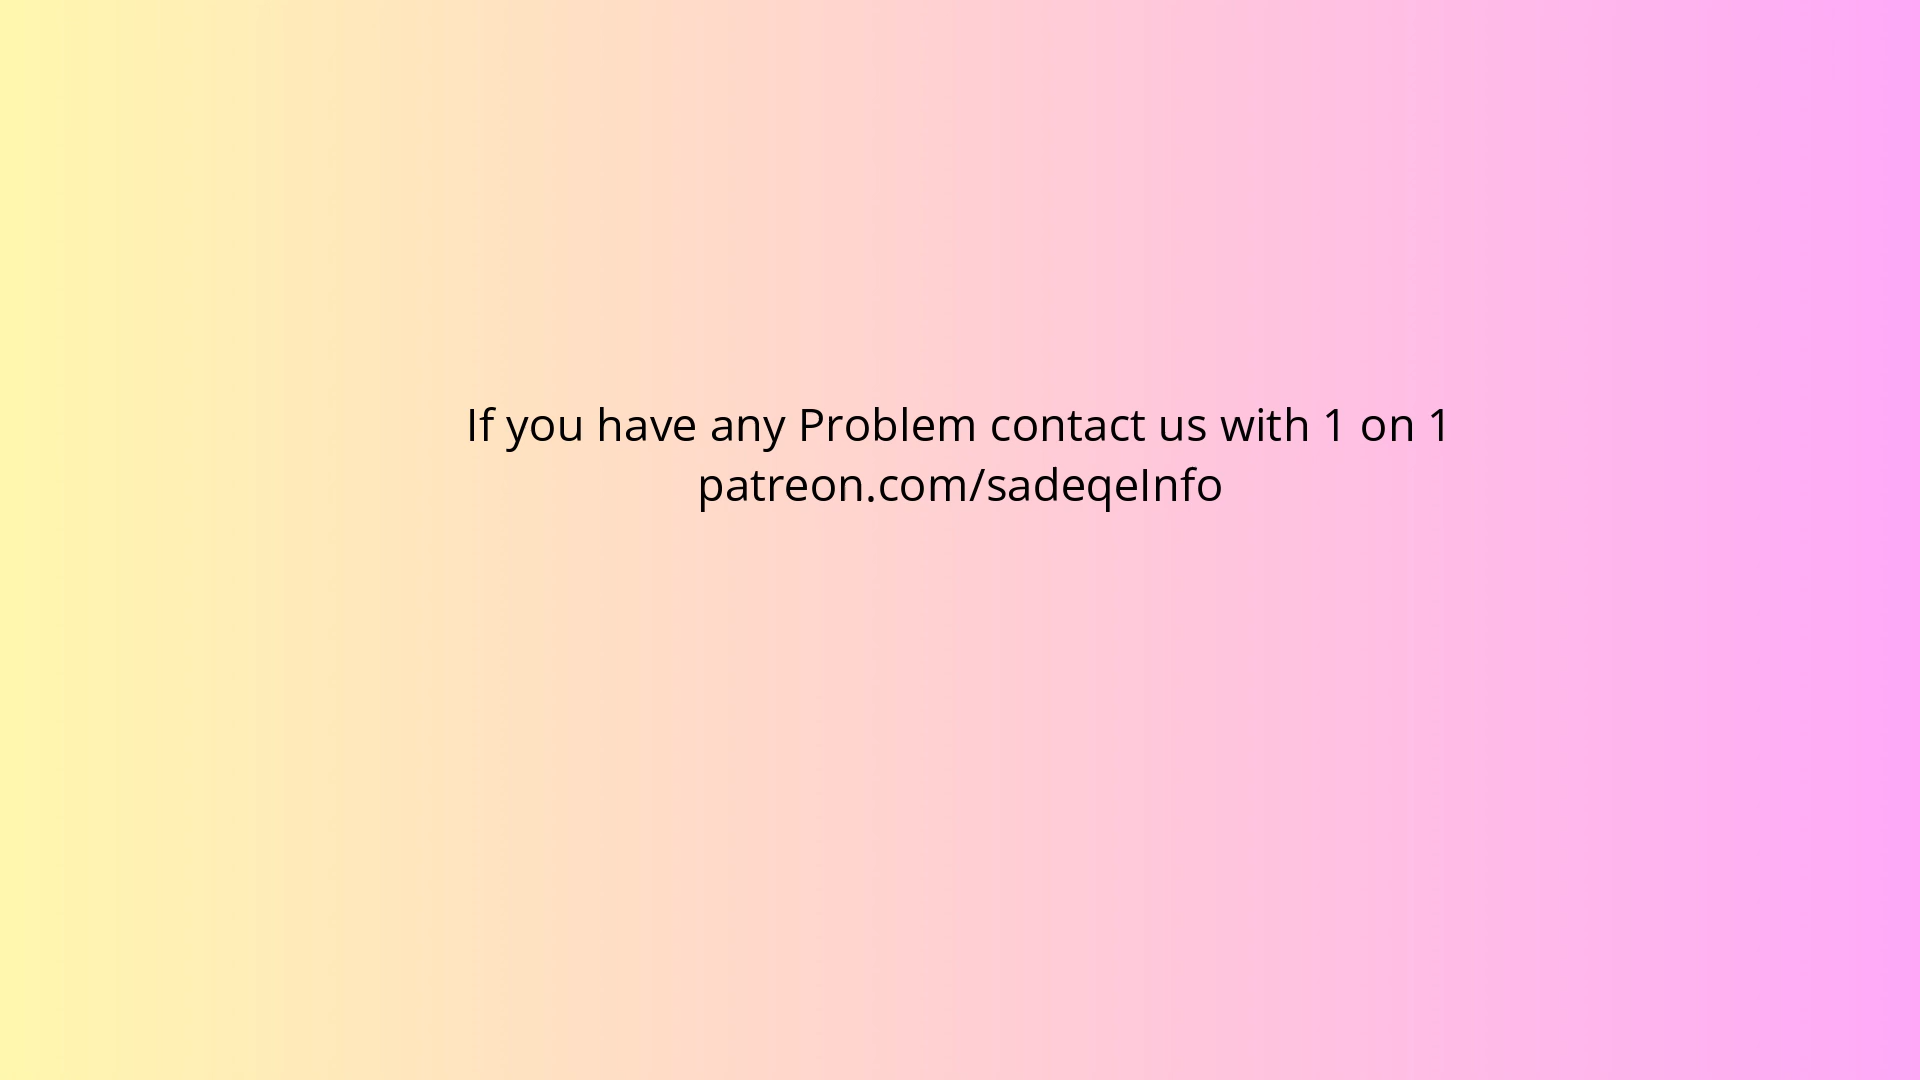 If you have any Problem contact us with 1 on 1
patreon.com/sadeqeInfo